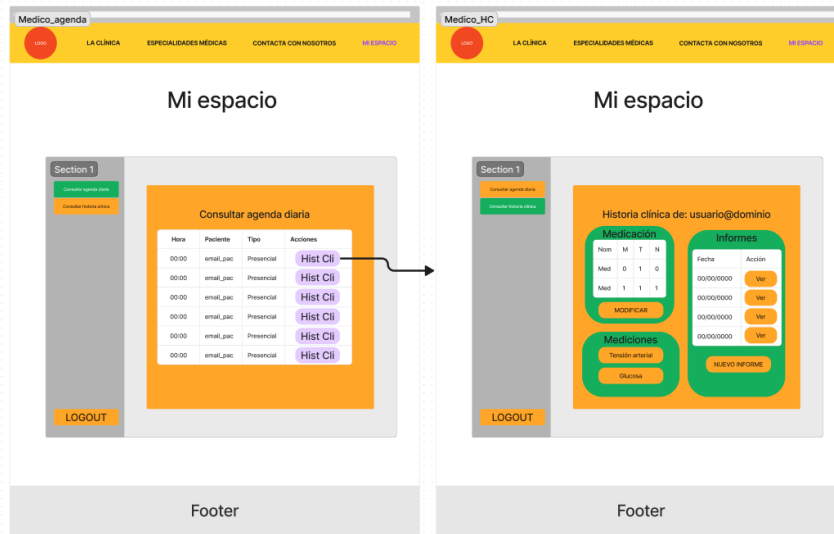 Medico_agenda
LOGO
LA CLÍNICA
ESPECIALIDADES MÉDICAS
CONTACTA CON NOSOTROS
MI ESPACIO
Mi espacio
Section 1
Consultar agenda diaria
Consultar historia clínica
LOGOUT
Consultar agenda diaria
Hora Paciente Tipo Acciones
00:00 email_pac Presencial Hist Cli
00:00 email_pac Presencial Hist Cli
00:00 email_pac Presencial Hist Cli
00:00 email_pac Presencial Hist Cli
00:00 email_pac Presencial Hist Cli
00:00 email_pac Presencial Hist Cli
Footer
Medico_HC
LOGO
LA CLÍNICA
ESPECIALIDADES MÉDICAS
CONTACTA CON NOSOTROS
MI ESPACIO
Mi espacio
Section 1
Consultar agenda diaria
Consultar historia clínica
LOGOUT
Historia clínica de: usuario@dominio
Medicación
Nom M T N
Med 0 1 0
Med 1 1 1
MODIFICAR
Mediciones
Tensión arterial
Glucosa
Informes
Fecha Acción
00/00/0000 Ver
00/00/0000 Ver
00/00/0000 Ver
00/00/0000 Ver
NUEVO INFORME
Footer